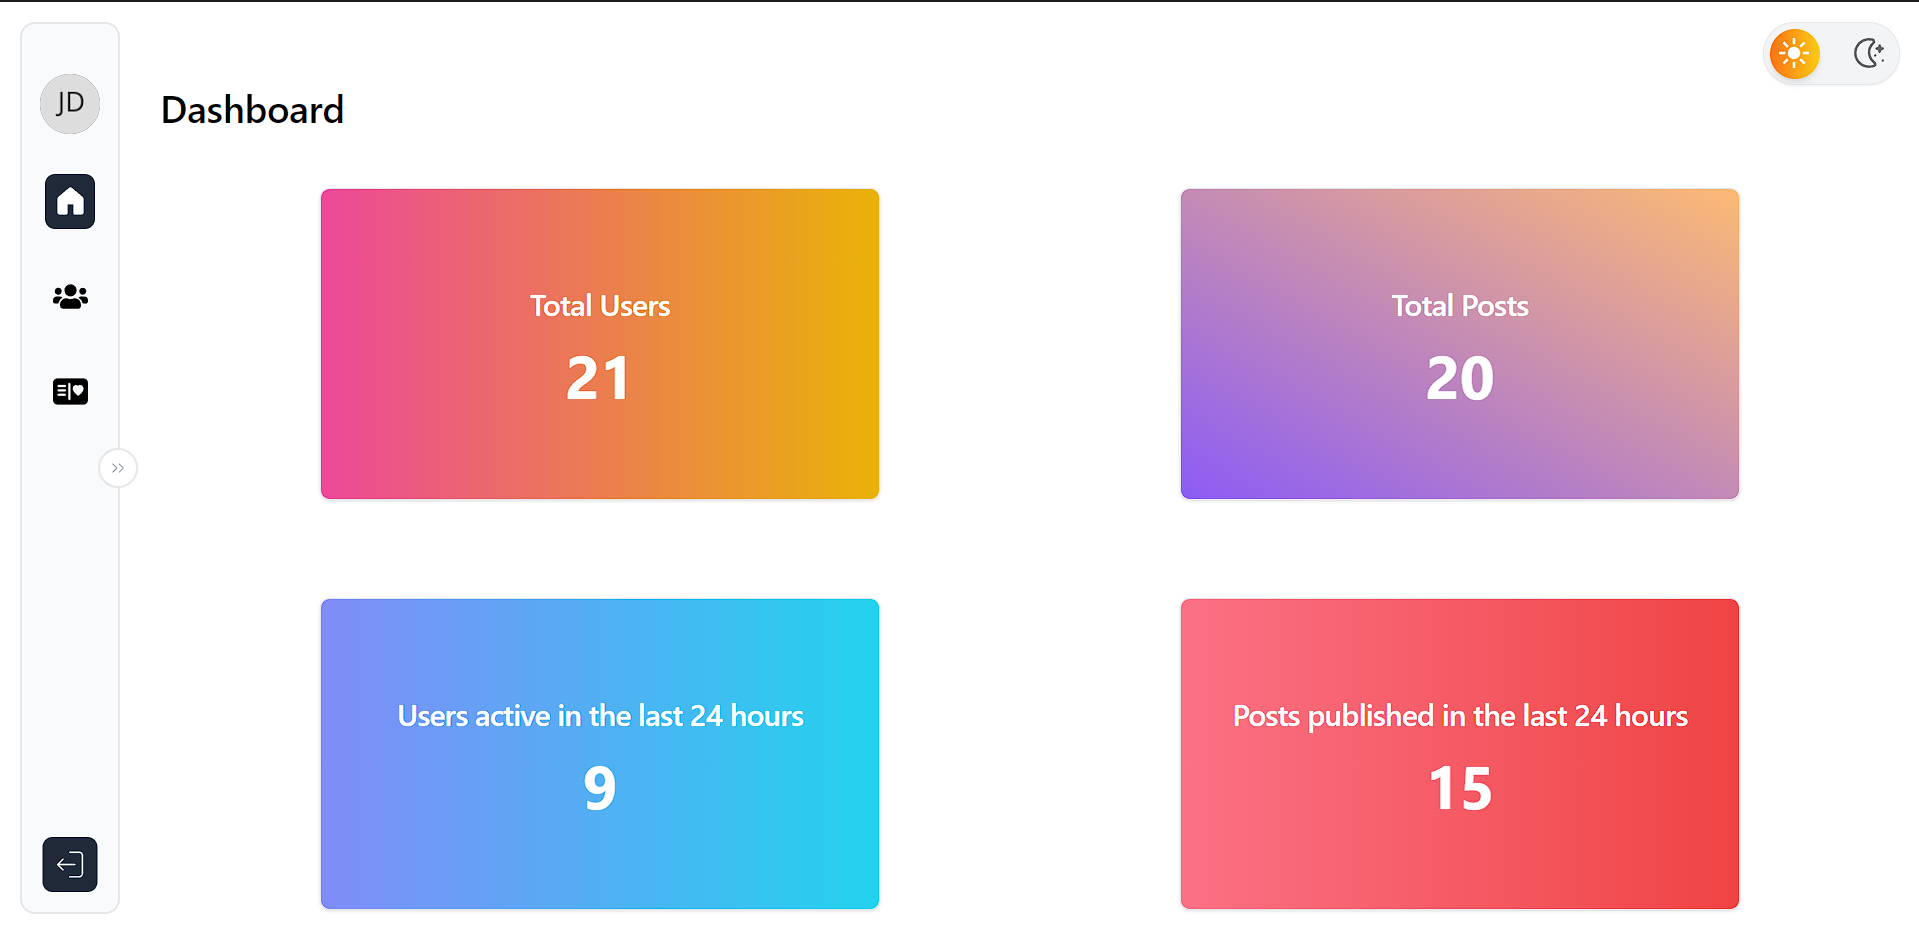 JD
Dashboard
Total Users
21
Total Posts
20
Users active in the last 24 hours
9
Posts published in the last 24 hours
15